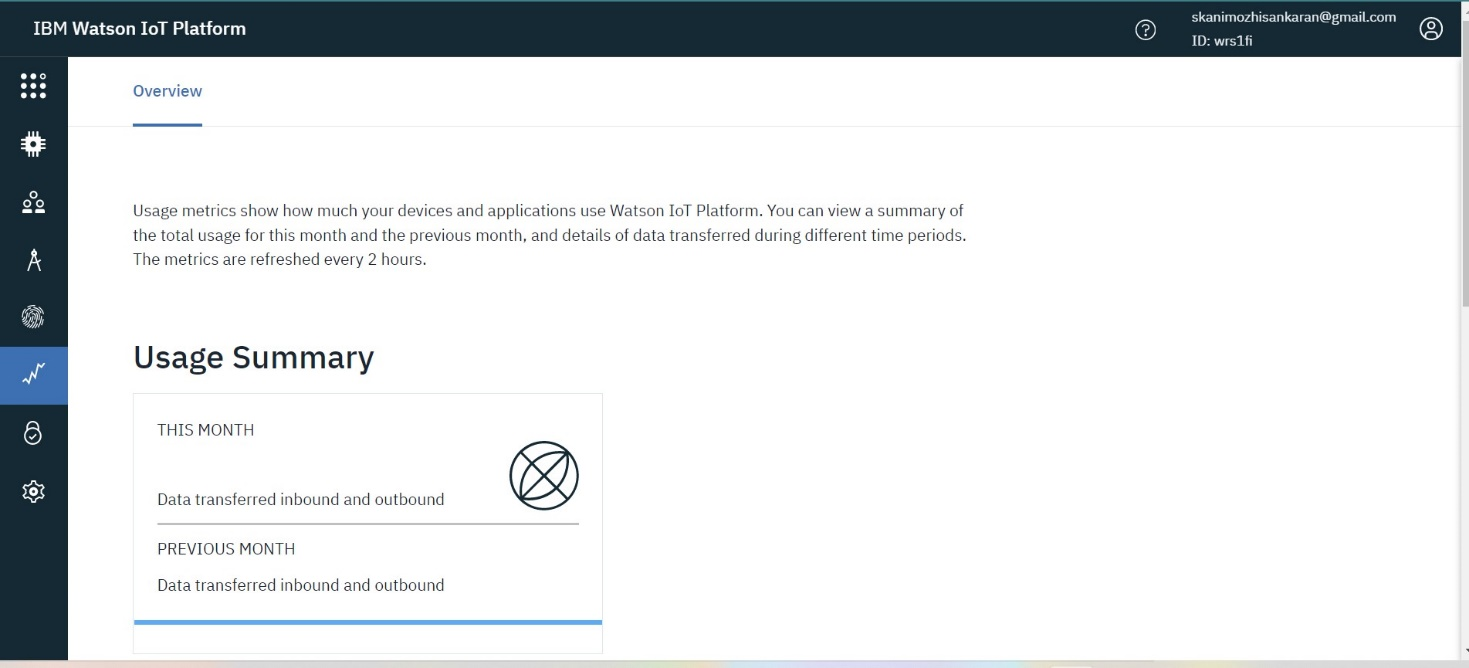 IBM Watson IoT Platform
skanimozhisankaran@gmail.com
ID: wrs1fi
Overview
Usage metrics show how much your devices and applications use Watson IoT Platform. You can view a summary of
the total usage for this month and the previous month, and details of data transferred during different time periods.
The metrics are refreshed every 2 hours.
Usage Summary
THIS MONTH
Data transferred inbound and outbound
PREVIOUS MONTH
Data transferred inbound and outbound